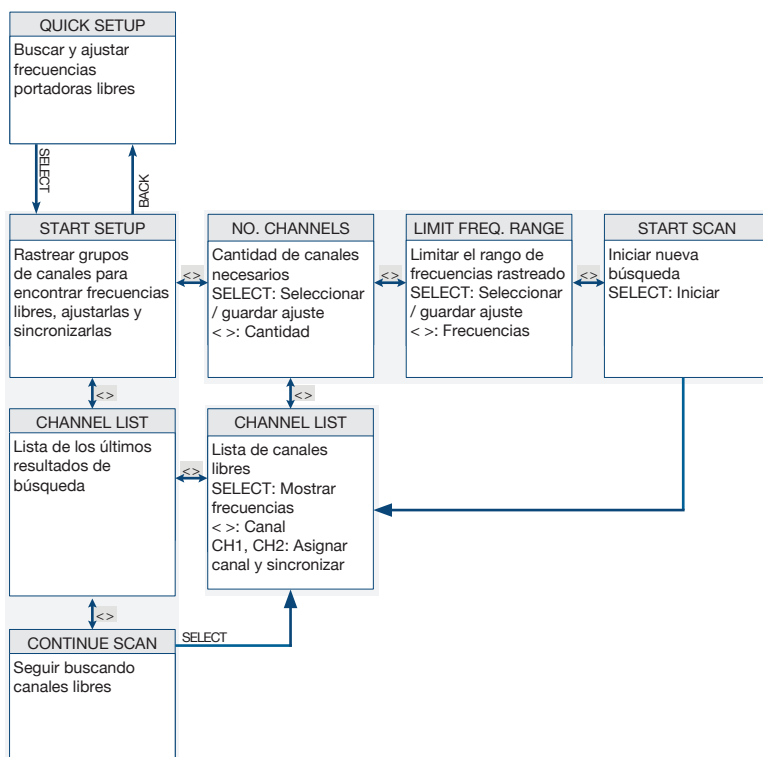 QUICK SETUP
Buscar y ajustar
frecuencias
portadoras libres
SELECT
BACK
START SETUP
Rastrear grupos
de canales para
encontrar frecuencias
libres, ajustarlas y
sincronizarlas
<>
NO. CHANNELS
Cantidad de canales
necesarios
SELECT: Seleccionar
/ guardar ajuste
< >: Cantidad
<>
LIMIT FREQ. RANGE
Limitar el rango de
frecuencias rastreado
SELECT: Seleccionar
/ guardar ajuste
< >: Frecuencias
<>
START SCAN
Iniciar nueva
búsqueda
SELECT: Iniciar
<>
<>
CHANNEL LIST
Lista de los últimos
resultados de
búsqueda
<>
CHANNEL LIST
Lista de canales
libres
SELECT: Mostrar
frecuencias
< >: Canal
CH1, CH2: Asignar
canal y sincronizar
<>
CONTINUE SCAN
Seguir buscando
canales libres
SELECT